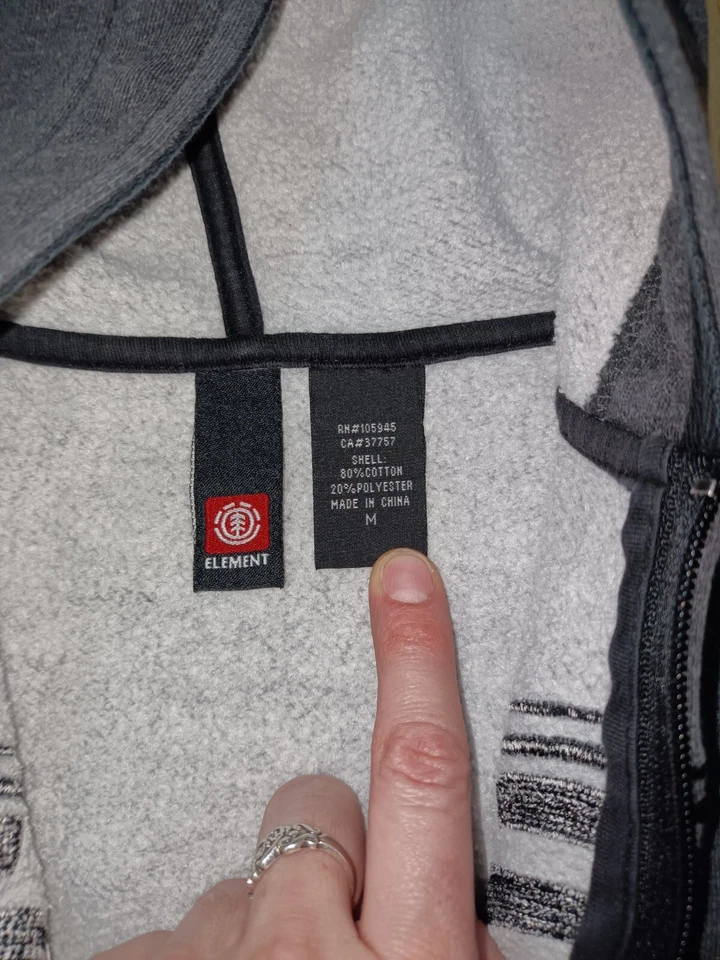 ELEMENT
RN#105945
CA#37757
SHELL:
80%COTTON
20%POLYESTER
MADE IN CHINA
M